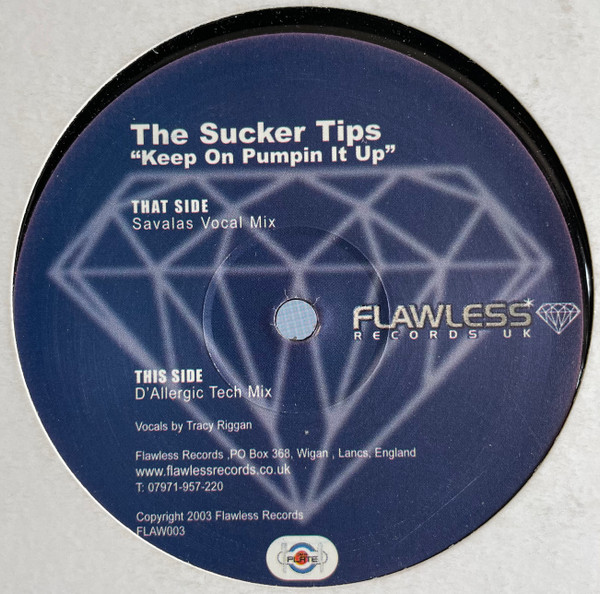 The Sucker Tips
“Keep On Pumpin It Up”
THAT SIDE
Savalas Vocal Mix
FLAWLESS
RECORDS UK
THIS SIDE
D'Allergic Tech Mix
Vocals by Tracy Riggan
Flawless Records ,PO Box 368, Wigan , Lancs, England
www.flawlessrecords.co.uk
T: 07971-957-220
Copyright 2003 Flawless Records
FLAW003
PLATE